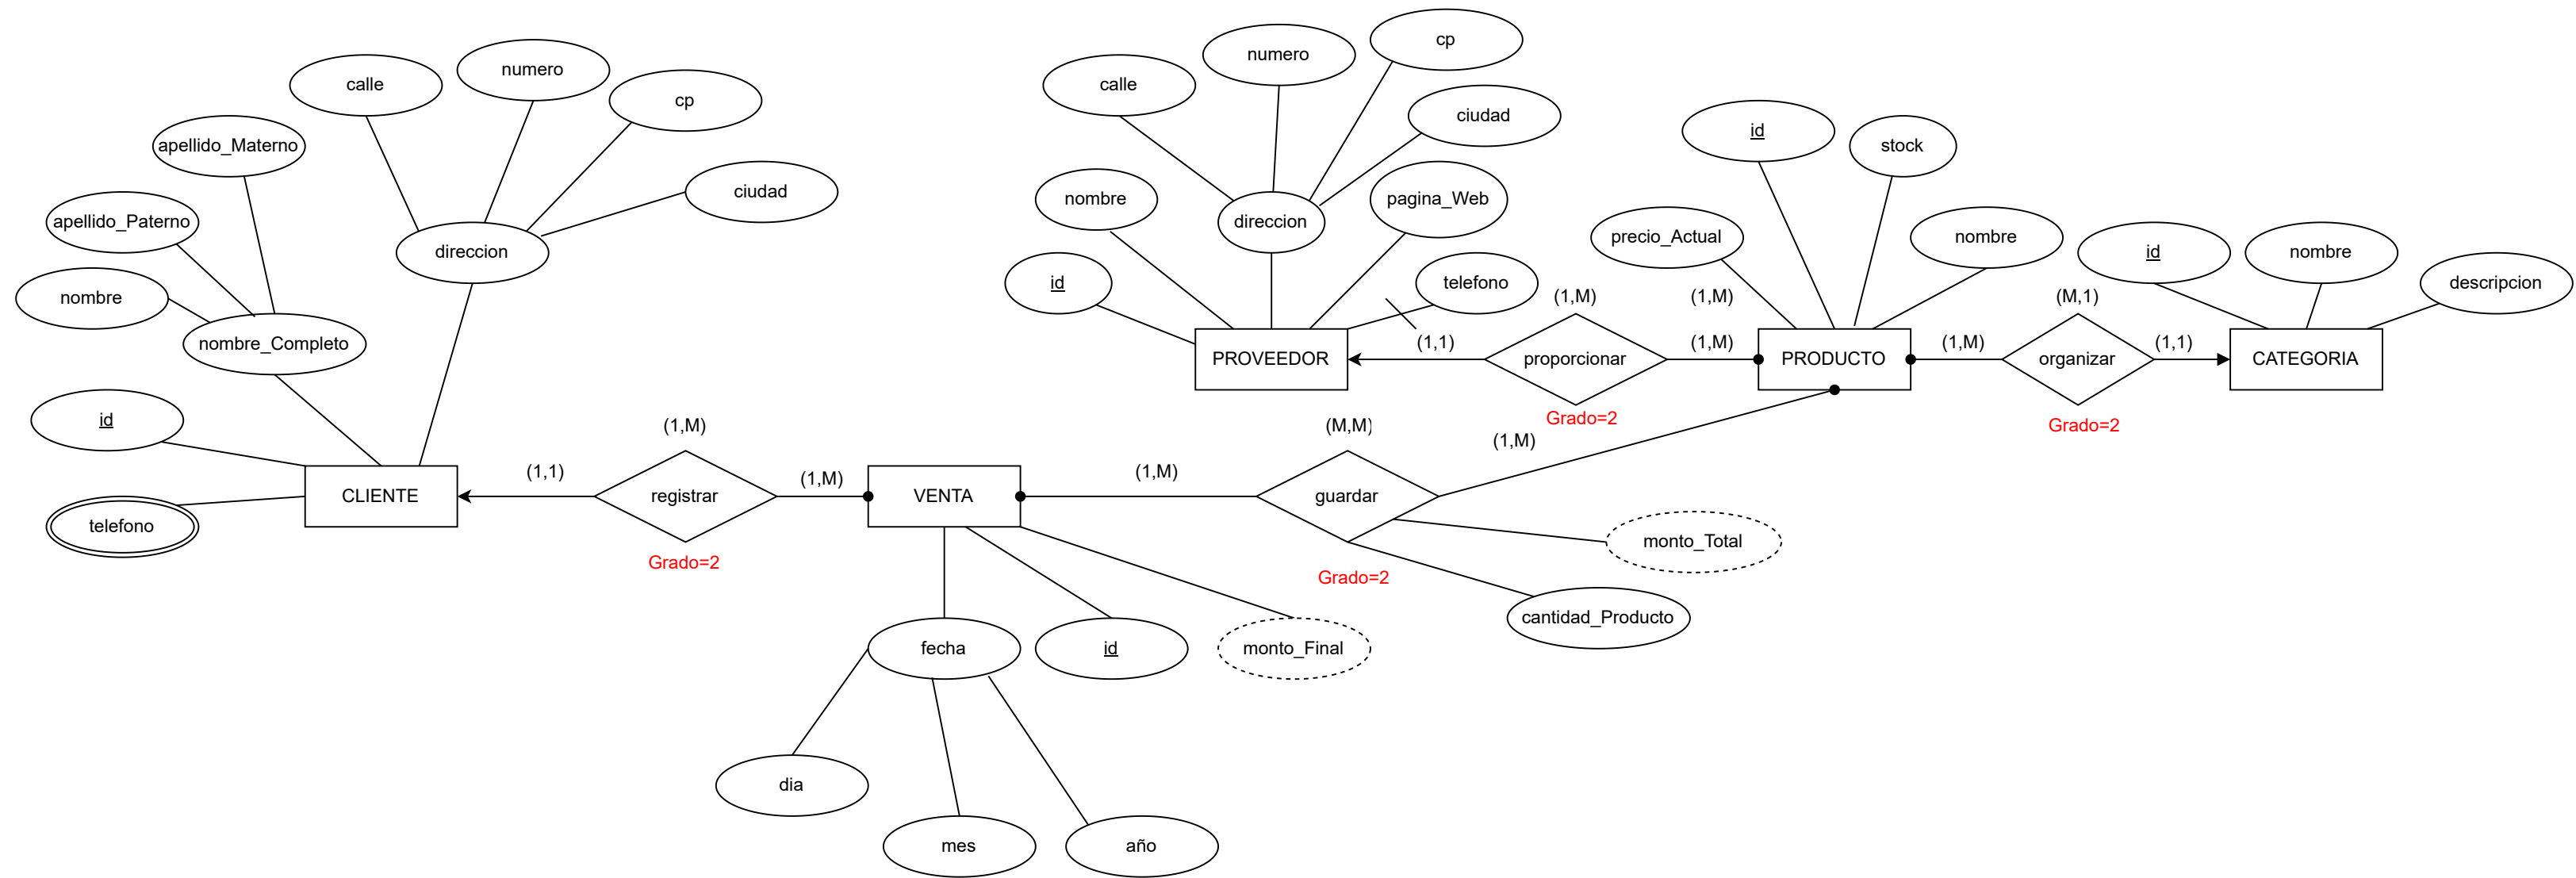 calle
numero
cp
ciudad
apellido_Materno
apellido_Paterno
nombre
nombre_Completo
direccion
id
telefono
CLIENTE
(1,1)
(1,M)
registrar
Grado=2
(1,M)
VENTA
fecha
id
monto_Final
dia
mes
año
(1,M)
(M,M)
guardar
Grado=2
(1,M)
monto_Total
cantidad_Producto
calle
numero
cp
ciudad
nombre
direccion
pagina_Web
id
telefono
PROVEEDOR
(1,1)
(1,M)
proporcionar
Grado=2
(1,M)
(1,M)
id
stock
precio_Actual
nombre
PRODUCTO
(1,M)
(M,1)
organizar
Grado=2
(1,1)
id
nombre
descripcion
CATEGORIA